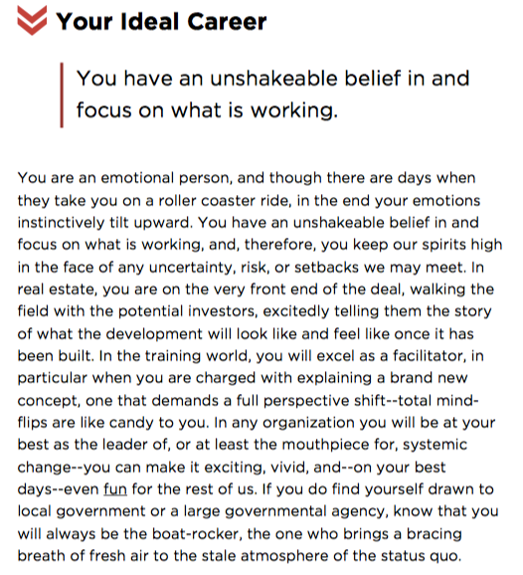 Your Ideal Career
You have an unshakeable belief in and
focus on what is working.
You are an emotional person, and though there are days when
they take you on a roller coaster ride, in the end your emotions
instinctively tilt upward. You have an unshakeable belief in and
focus on what is working, and, therefore, you keep our spirits high
in the face of any uncertainty, risk, or setbacks we may meet. In
real estate, you are on the very front end of the deal, walking the
field with the potential investors, excitedly telling them the story
of what the development will look like and feel like once it has
been built. In the training world, you will excel as a facilitator, in
particular when you are charged with explaining a brand new
concept, one that demands a full perspective shift--total mind-
flips are like candy to you. In any organization you will be at your
best as the leader of, or at least the mouthpiece for, systemic
change--you can make it exciting, vivid, and--on your best
days--even fun for the rest of us. If you do find yourself drawn to
local government or a large governmental agency, know that you
will always be the boat-rocker, the one who brings a bracing
breath of fresh air to the stale atmosphere of the status quo.